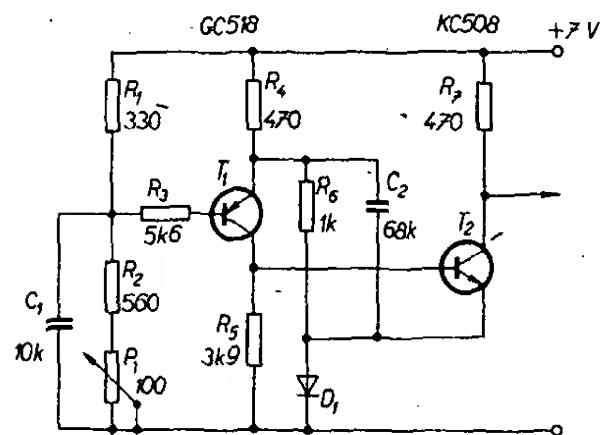 GC518
KC508
+7 V
R1
330
R4
470
R7
470
T1
R3
5k6
R6
1k
C2
68k
T2
R2
560
C1
10k
R5
3k9
P1
100
D1